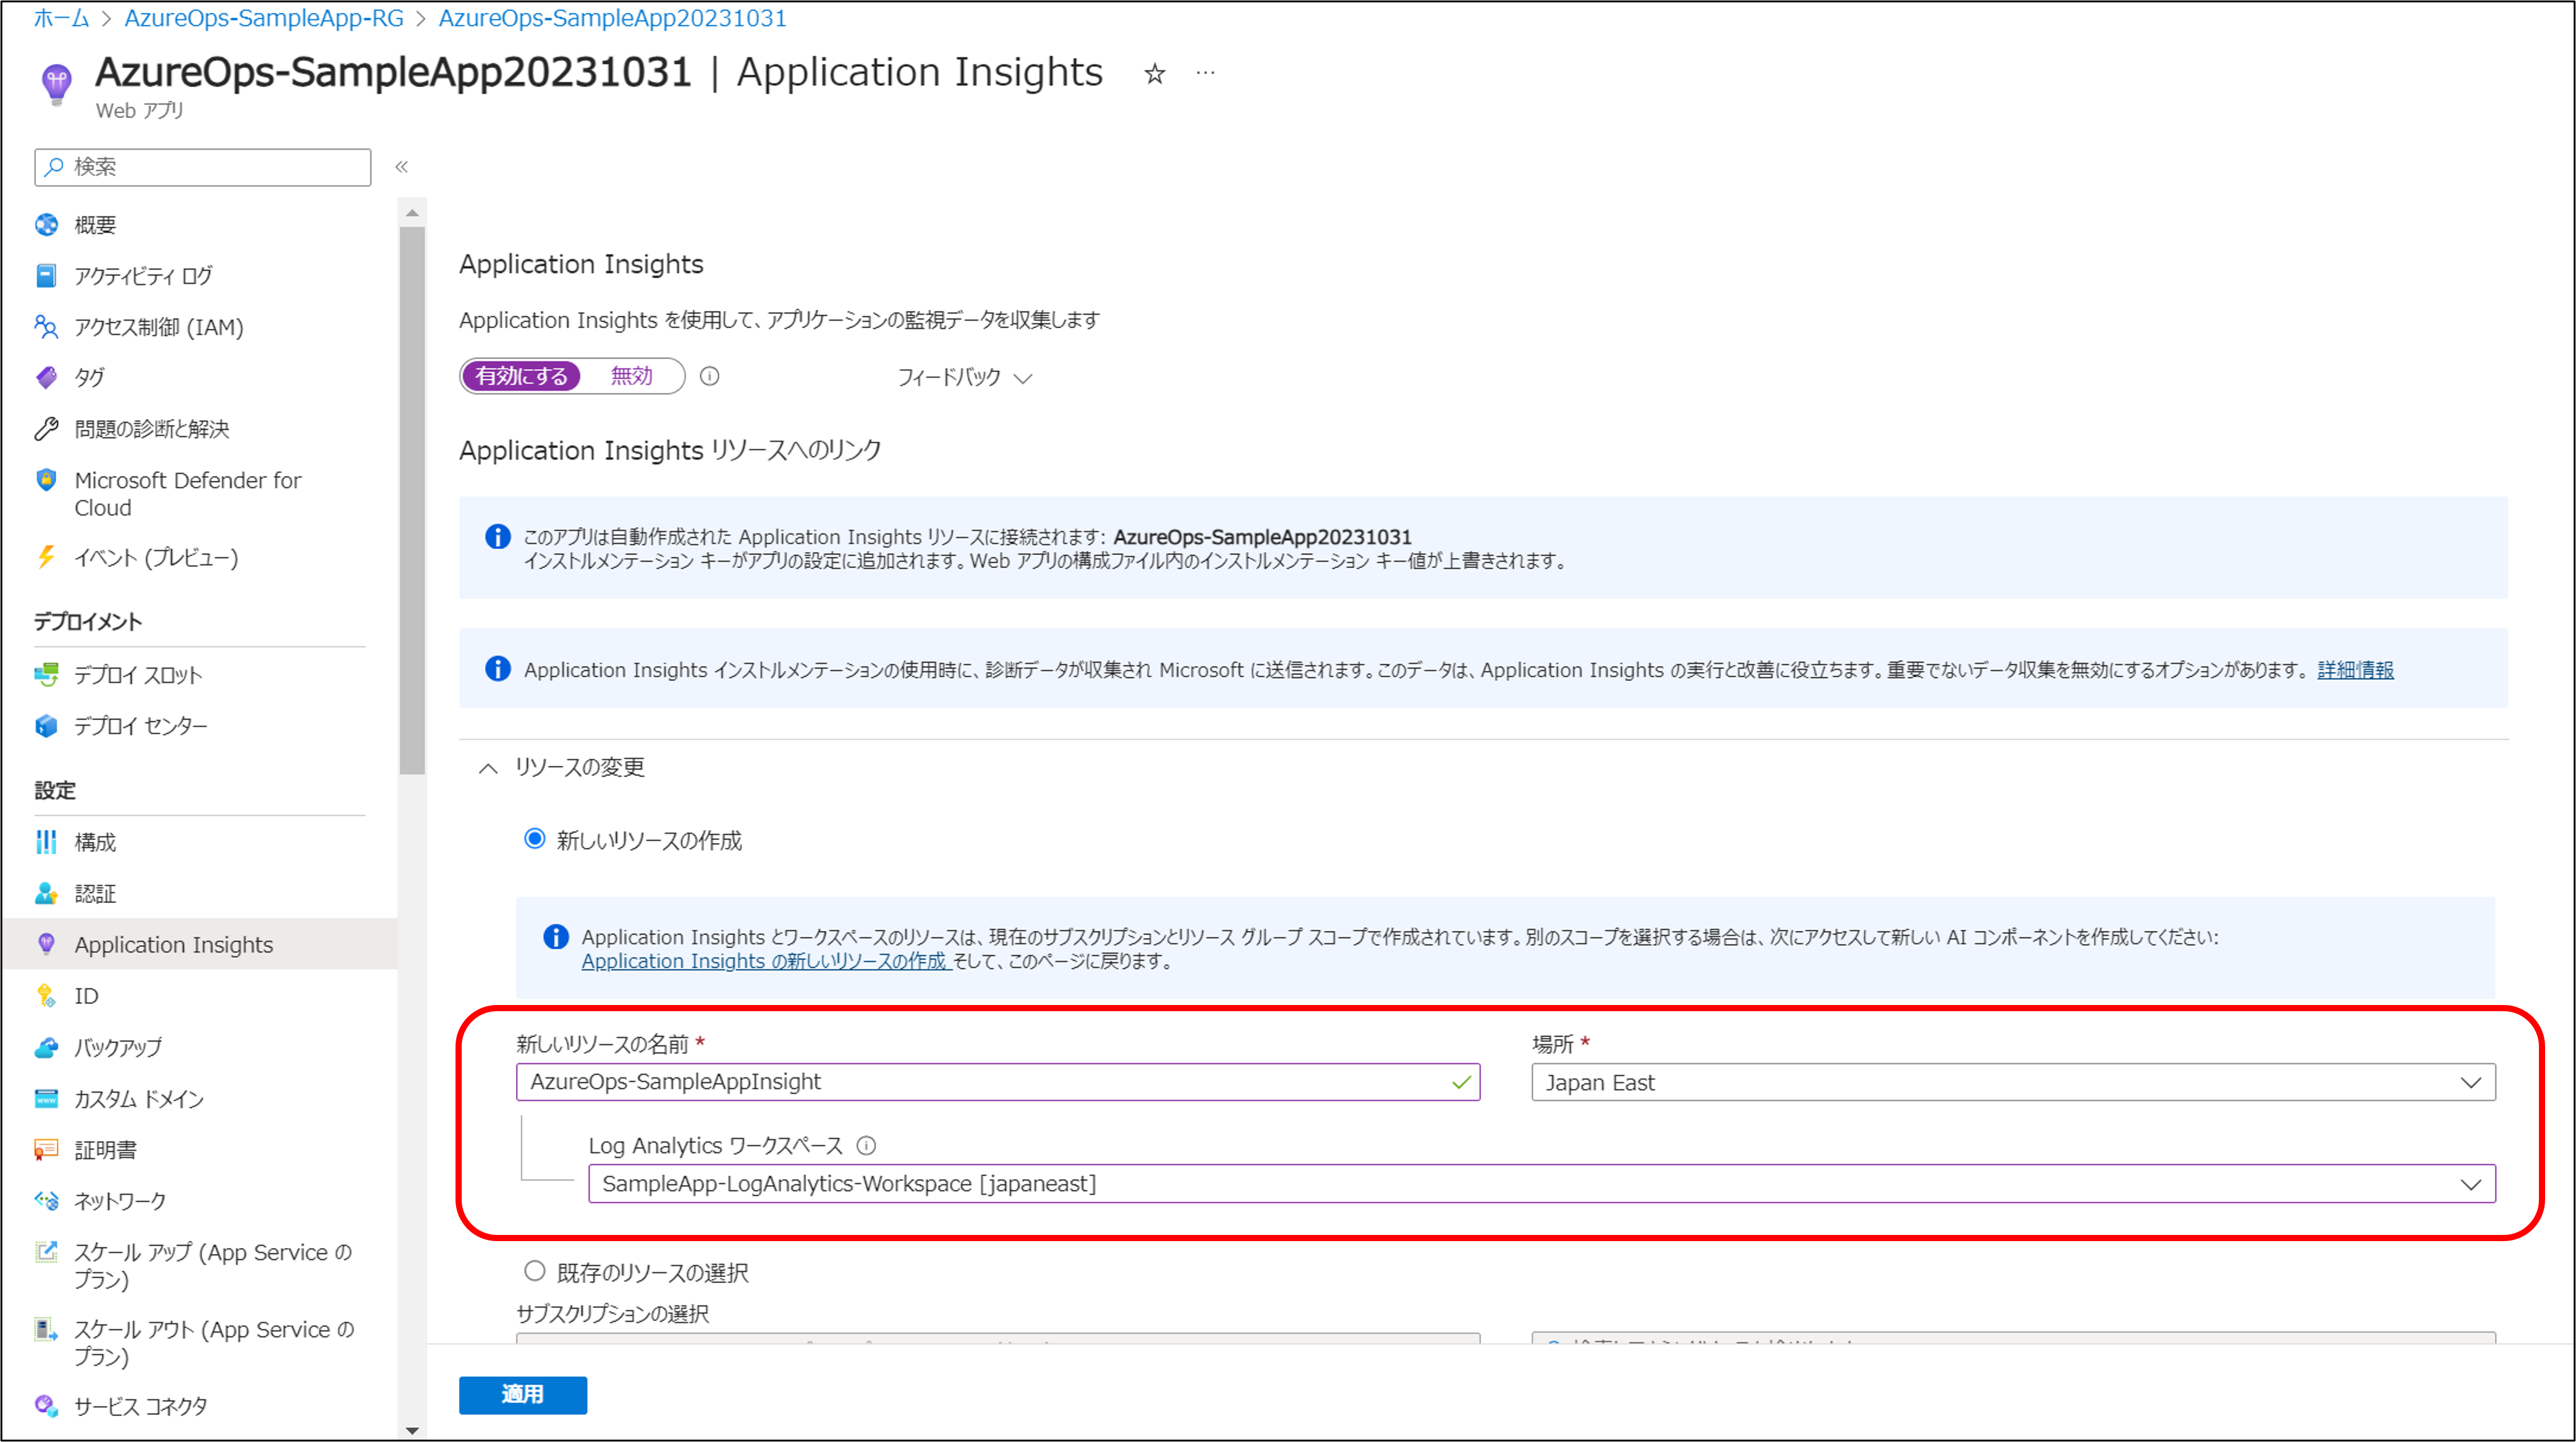 ホーム > AzureOps-SampleApp-RG > AzureOps-SampleApp20231031
AzureOps-SampleApp20231031 | Application Insights
Web アプリ
検索
概要
アクティビティ ログ
アクセス制御 (IAM)
タグ
問題の診断と解決
Microsoft Defender for
Cloud
イベント (プレビュー)
デプロイメント
デプロイ スロット
デプロイ センター
設定
構成
認証
Application Insights
ID
バックアップ
カスタム ドメイン
証明書
ネットワーク
スケール アップ (App Service の
プラン)
スケール アウト (App Service の
プラン)
サービス コネクタ
Application Insights
Application Insights を使用して、アプリケーションの監視データを収集します
有効にする 無効
フィードバック
Application Insights リソースへのリンク
このアプリは自動作成された Application Insights リソースに接続されます: AzureOps-SampleApp20231031
インストルメンテーション キーがアプリの設定に追加されます。Web アプリの構成ファイル内のインストルメンテーション キー値が上書きされます。
Application Insights インストルメンテーションの使用時に、診断データが収集され Microsoft に送信されます。このデータは、Application Insights の実行と改善に役立ちます。重要でないデータ収集を無効にするオプションがあります。 詳細情報
リソースの変更
新しいリソースの作成
Application Insights とワークスペースのリソースは、現在のサブスクリプションとリソース グループ スコープで作成されています。別のスコープを選択する場合は、次にアクセスして新しい AI コンポーネントを作成してください:
Application Insights の新しいリソースの作成 そして、このページに戻ります。
新しいリソースの名前 *
AzureOps-SampleAppInsight
場所 *
Japan East
Log Analytics ワークスペース
SampleApp-LogAnalytics-Workspace [japaneast]
既存のリソースの選択
サブスクリプションの選択
適用